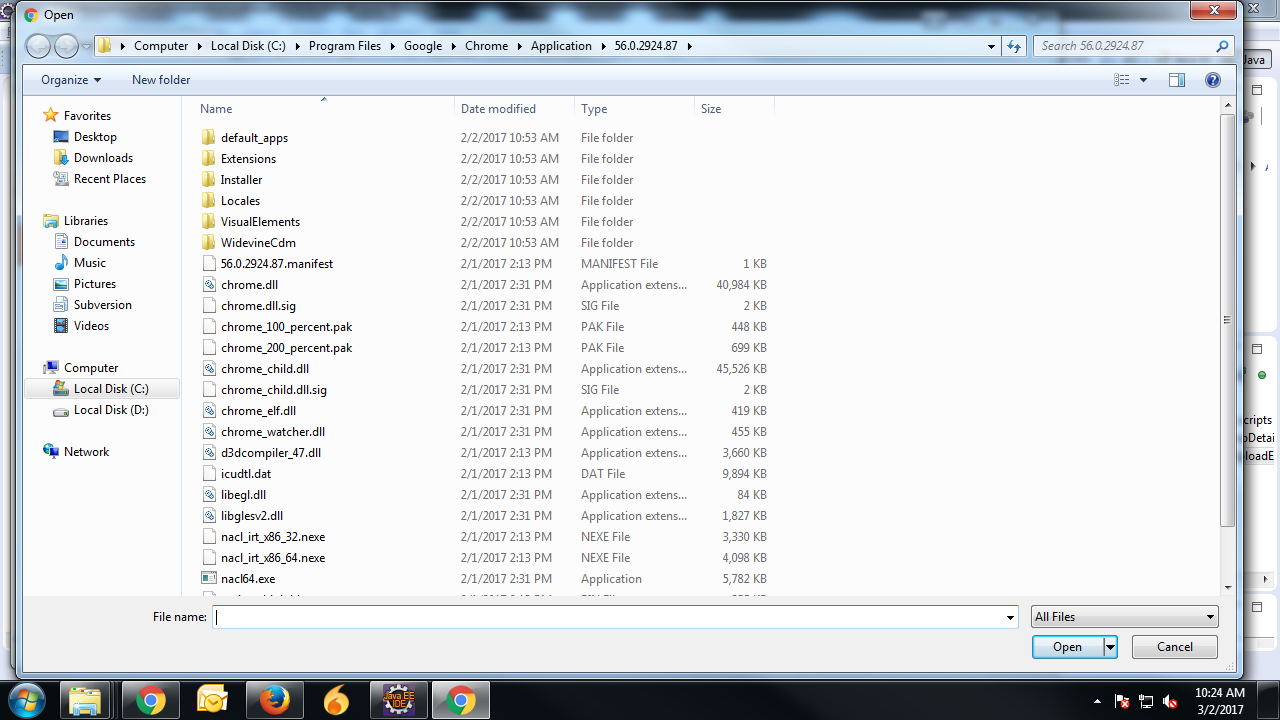 Open
Computer Local Disk (C:) Program Files Google Chrome Application 56.0.2924.87 Search 56.0.2924.87
Java
Organize New folder
Name Date modified Type Size
Favorites
Desktop
Downloads
Recent Places
Libraries
Documents
Music
Pictures
Subversion
Videos
Computer
Local Disk (C:)
Local Disk (D:)
Network
default_apps 2/2/2017 10:53 AM File folder
Extensions 2/2/2017 10:53 AM File folder
Installer 2/2/2017 10:53 AM File folder
Locales 2/2/2017 10:53 AM File folder
VisualElements 2/2/2017 10:53 AM File folder
WidevineCdm 2/2/2017 10:53 AM File folder
56.0.2924.87.manifest 2/1/2017 2:13 PM MANIFEST File 1 KB
chrome.dll 2/1/2017 2:31 PM Application extens... 40,984 KB
chrome.dll.sig 2/1/2017 2:31 PM SIG File 2 KB
chrome_100_percent.pak 2/1/2017 2:13 PM PAK File 448 KB
chrome_200_percent.pak 2/1/2017 2:13 PM PAK File 699 KB
chrome_child.dll 2/1/2017 2:31 PM Application extens... 45,526 KB
chrome_child.dll.sig 2/1/2017 2:31 PM SIG File 2 KB
chrome_elf.dll 2/1/2017 2:31 PM Application extens... 419 KB
chrome_watcher.dll 2/1/2017 2:31 PM Application extens... 455 KB
d3dcompiler_47.dll 2/1/2017 2:31 PM Application extens... 3,660 KB
icudtl.dat 2/1/2017 2:13 PM DAT File 9,894 KB
libegl.dll 2/1/2017 2:31 PM Application extens... 84 KB
libglesv2.dll 2/1/2017 2:31 PM Application extens... 1,827 KB
nacl_irt_x86_32.nexe 2/1/2017 2:13 PM NEXE File 3,330 KB
nacl_irt_x86_64.nexe 2/1/2017 2:13 PM NEXE File 4,098 KB
nacl64.exe 2/1/2017 2:31 PM Application 5,782 KB
cripts
oDetai
loadE
File name: All Files
Open Cancel
Java EE
IDE
10:24 AM
3/2/2017